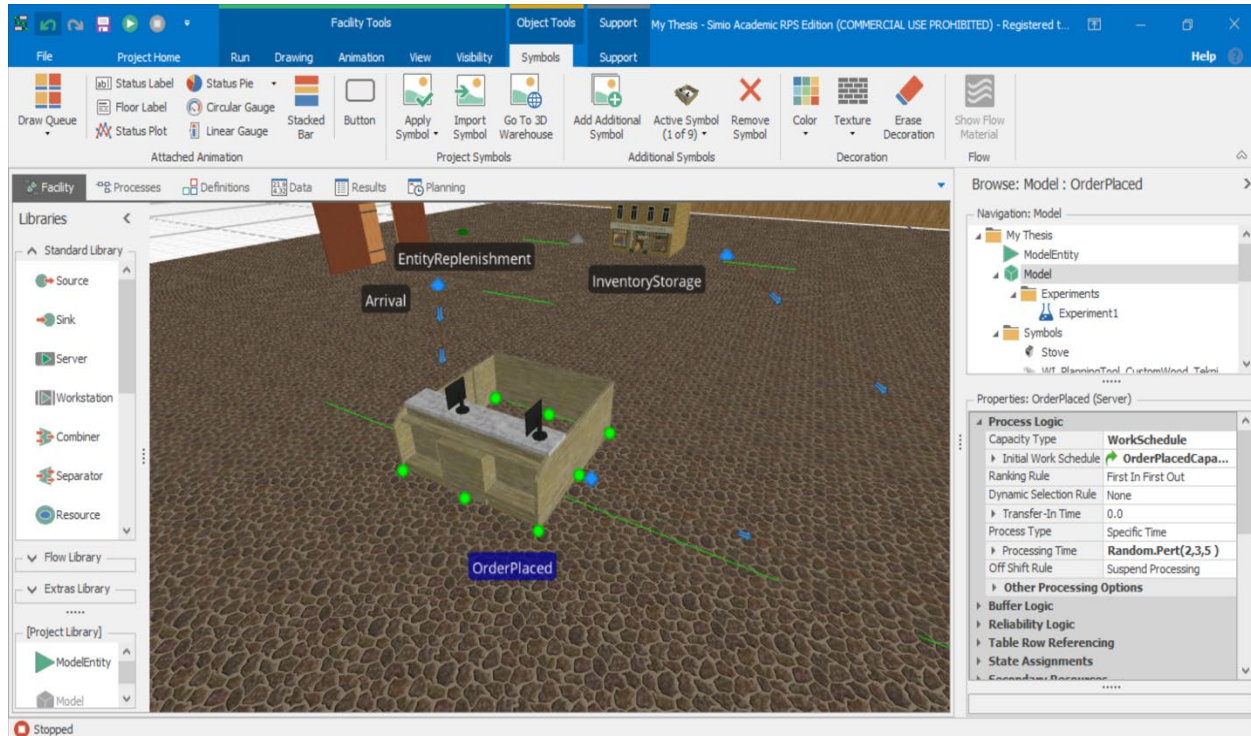 Facility Tools
Object Tools
Support
My Thesis - Simio Academic RPS Edition (COMMERCIAL USE PROHIBITED) - Registered t...
File
Project Home
Run
Drawing
Animation
View
Visibility
Symbols
Support
Help
Draw Queue
Status Label
Floor Label
Status Plot
Status Pie
Circular Gauge
Linear Gauge
Stacked Bar
Button
Attached Animation
Apply Symbol
Import Symbol
Go To 3D Warehouse
Project Symbols
Add Additional Symbol
Active Symbol (1 of 9)
Remove Symbol
Additional Symbols
Color
Texture
Erase Decoration
Decoration
Show Flow Material
Flow
Facility
Processes
Definitions
Data
Results
Planning
Libraries
Standard Library
Source
Sink
Server
Workstation
Combiner
Separator
Resource
Flow Library
Extras Library
[Project Library]
ModelEntity
Model
EntityReplenishment
Arrival
InventoryStorage
OrderPlaced
Browse: Model : OrderPlaced
Navigation: Model
My Thesis
ModelEntity
Model
Experiments
Experiment1
Symbols
Stove
Properties: OrderPlaced (Server)
Process Logic
Capacity Type WorkSchedule
Initial Work Schedule OrderPlacedCapa...
Ranking Rule First In First Out
Dynamic Selection Rule None
Transfer-In Time 0.0
Process Type Specific Time
Processing Time Random.Pert(2,3,5 )
Off Shift Rule Suspend Processing
Other Processing Options
Buffer Logic
Reliability Logic
Table Row Referencing
State Assignments
Secondary Resources
Stopped